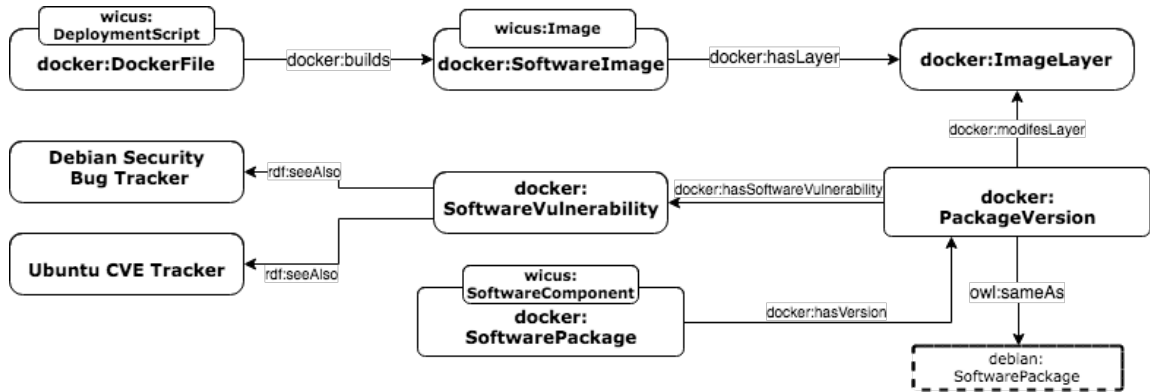 wicus:
DeploymentScript
docker:DockerFile
docker:builds
wicus:Image
docker:SoftwareImage
docker:hasLayer
docker:ImageLayer
docker:modifesLayer
Debian Security
Bug Tracker
rdf:seeAlso
docker:
SoftwareVulnerability
docker:hasSoftwareVulnerability
docker:
PackageVersion
Ubuntu CVE Tracker
rdf:seeAlso
wicus:
SoftwareComponent
docker:
SoftwarePackage
docker:hasVersion
owl:sameAs
debian:
SoftwarePackage